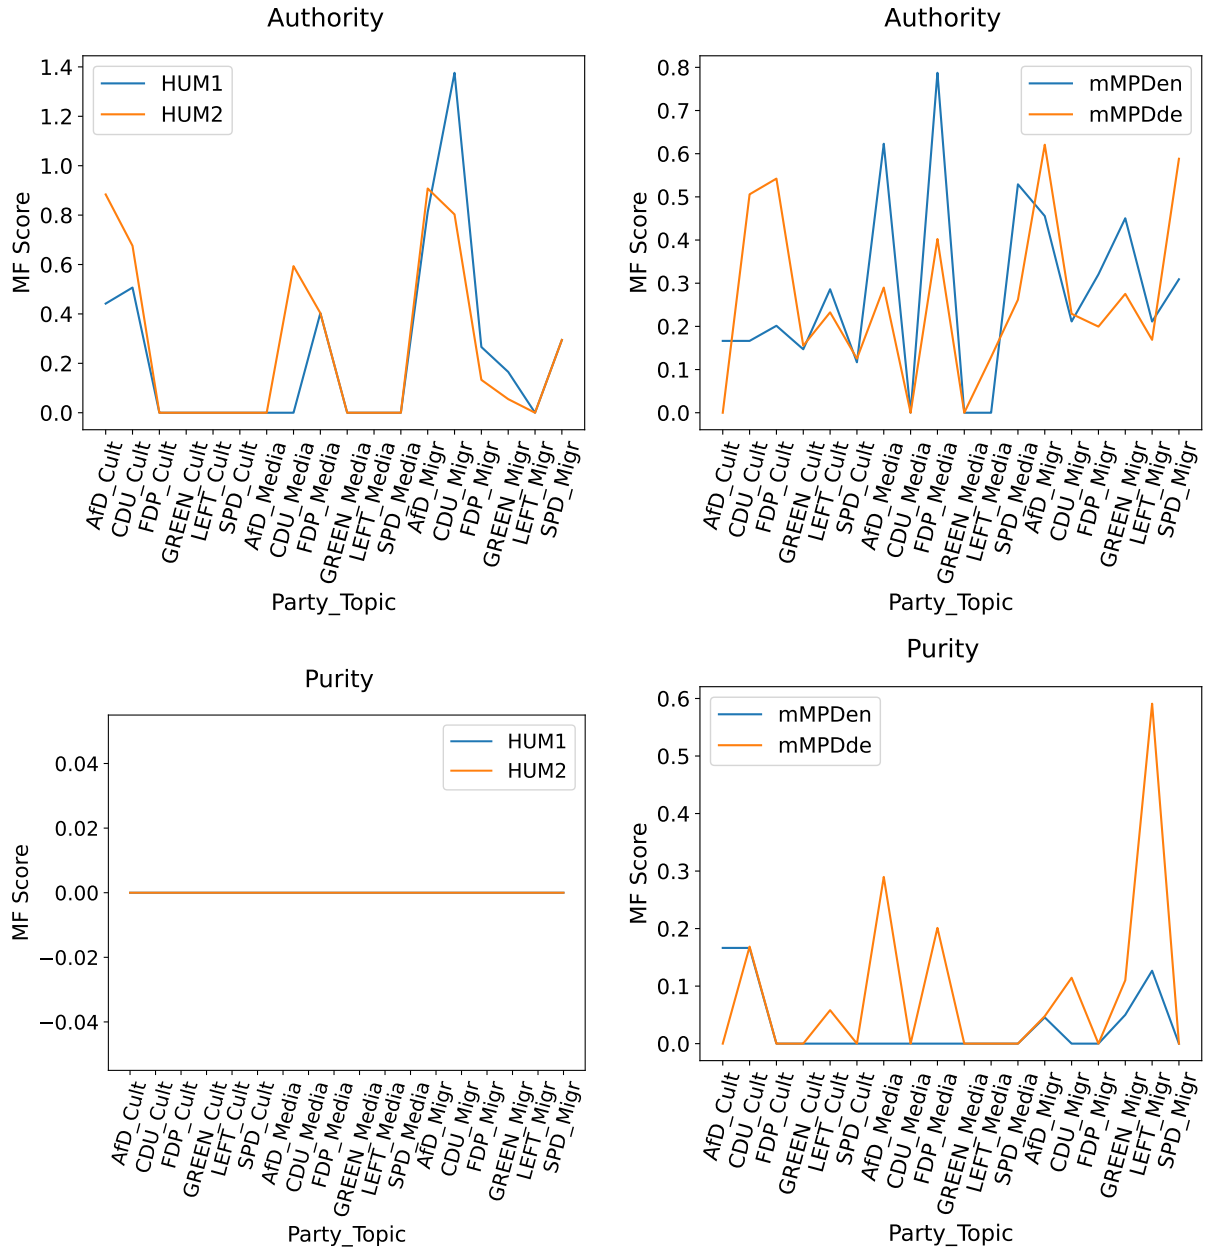 Authority
HUM1
HUM2
1.4
1.2
1.0
0.8
0.6
0.4
0.2
0.0
MF Score
AfD_Cult
CDU_Cult
FDP_Cult
GREEN_Cult
LEFT_Cult
SPD_Cult
AfD_Media
CDU_Media
FDP_Media
GREEN_Media
LEFT_Media
SPD_Media
AfD_Migr
CDU_Migr
FDP_Migr
GREEN_Migr
LEFT_Migr
SPD_Migr
Party_Topic
Authority
mMPDen
mMPDde
0.8
0.7
0.6
0.5
0.4
0.3
0.2
0.1
0.0
MF Score
AfD_Cult
CDU_Cult
FDP_Cult
GREEN_Cult
LEFT_Cult
SPD_Cult
AfD_Media
CDU_Media
FDP_Media
GREEN_Media
LEFT_Media
SPD_Media
AfD_Migr
CDU_Migr
FDP_Migr
GREEN_Migr
LEFT_Migr
SPD_Migr
Party_Topic
Purity
HUM1
HUM2
0.04
0.02
0.00
−0.02
−0.04
MF Score
AfD_Cult
CDU_Cult
FDP_Cult
GREEN_Cult
LEFT_Cult
SPD_Cult
AfD_Media
CDU_Media
FDP_Media
GREEN_Media
LEFT_Media
SPD_Media
AfD_Migr
CDU_Migr
FDP_Migr
GREEN_Migr
LEFT_Migr
SPD_Migr
Party_Topic
Purity
mMPDen
mMPDde
0.6
0.5
0.4
0.3
0.2
0.1
0.0
MF Score
AfD_Cult
CDU_Cult
FDP_Cult
GREEN_Cult
LEFT_Cult
SPD_Cult
AfD_Media
CDU_Media
FDP_Media
GREEN_Media
LEFT_Media
SPD_Media
AfD_Migr
CDU_Migr
FDP_Migr
GREEN_Migr
LEFT_Migr
SPD_Migr
Party_Topic